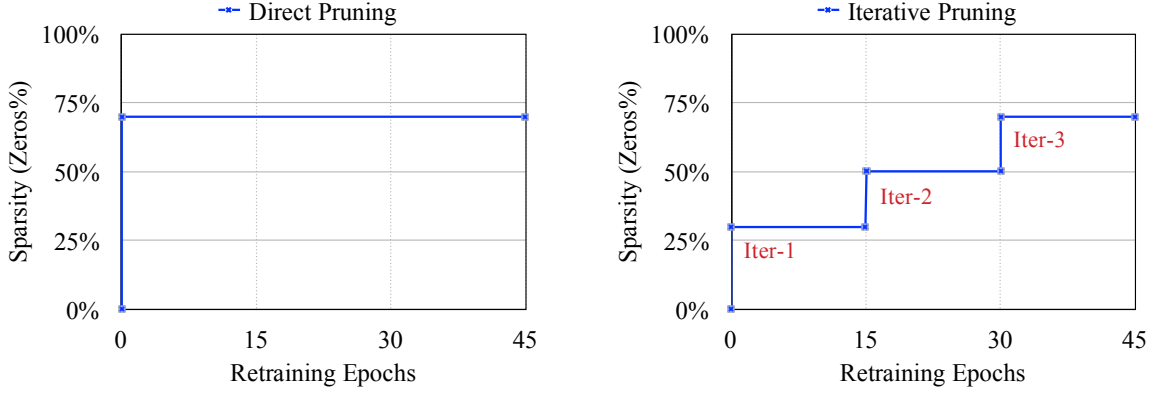 Direct Pruning
100%
75%
50%
25%
0%
Sparsity (Zeros%)
0 15 30 45
Retraining Epochs
Iterative Pruning
100%
75%
50%
25%
0%
Sparsity (Zeros%)
Iter-1
Iter-2
Iter-3
0 15 30 45
Retraining Epochs